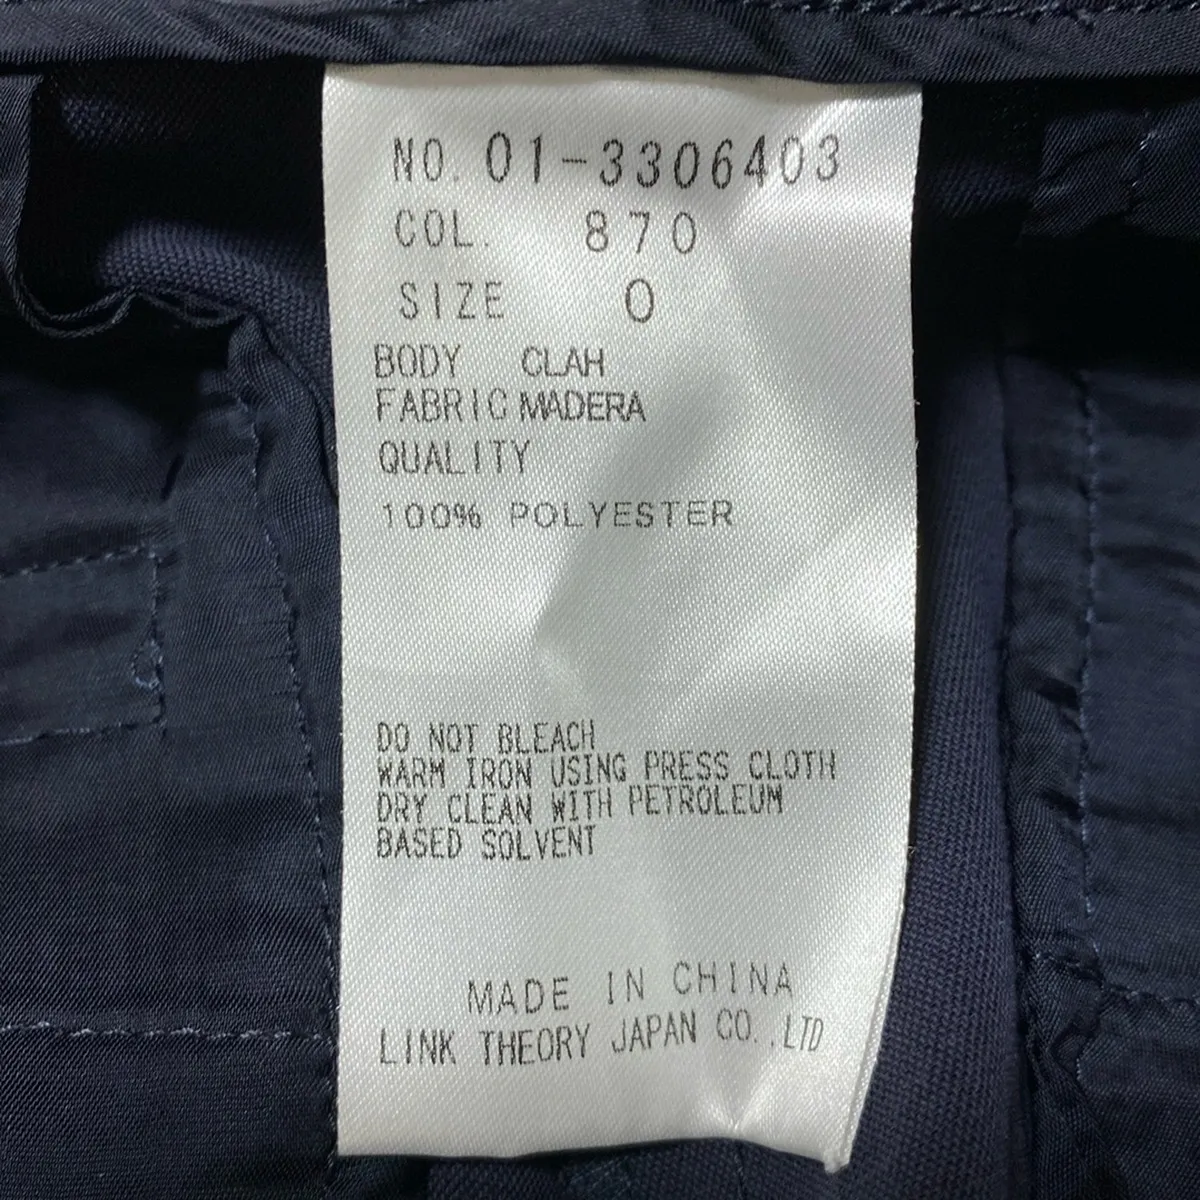 NO. 01-3306403
COL. 870
SIZE 0
BODY CLAH
FABRIC MADERA
QUALITY
100% POLYESTER
DO NOT BLEACH
WARM IRON USING PRESS CLOTH
DRY CLEAN WITH PETROLEUM
BASED SOLVENT
MADE IN CHINA
LINK THEORY JAPAN CO.,LTD